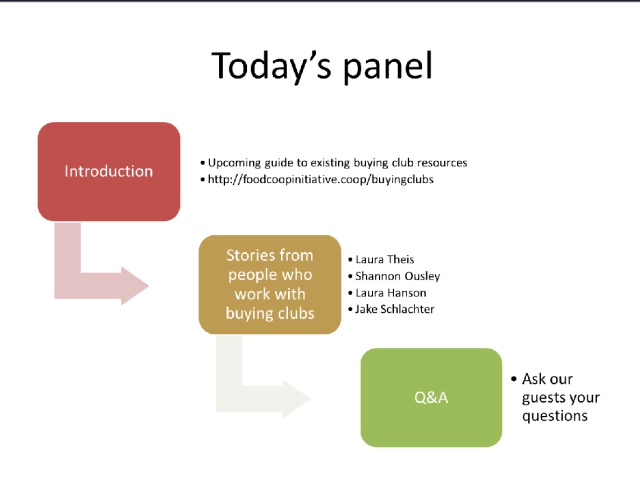 Today’s panel
Introduction
• Upcoming guide to existing buying club resources
• http://foodcoopinitiative.coop/buyingclubs
Stories from
people who
work with
buying clubs
• Laura Theis
• Shannon Ousley
• Laura Hanson
• Jake Schlachter
Q&A
• Ask our
guests your
questions